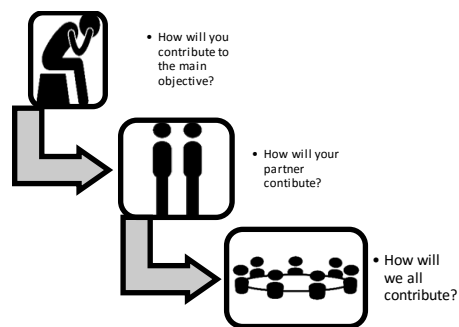 • How will you
contribute to
the main
objective?
• How will your
partner
contibute?
• How will
we all
contribute?